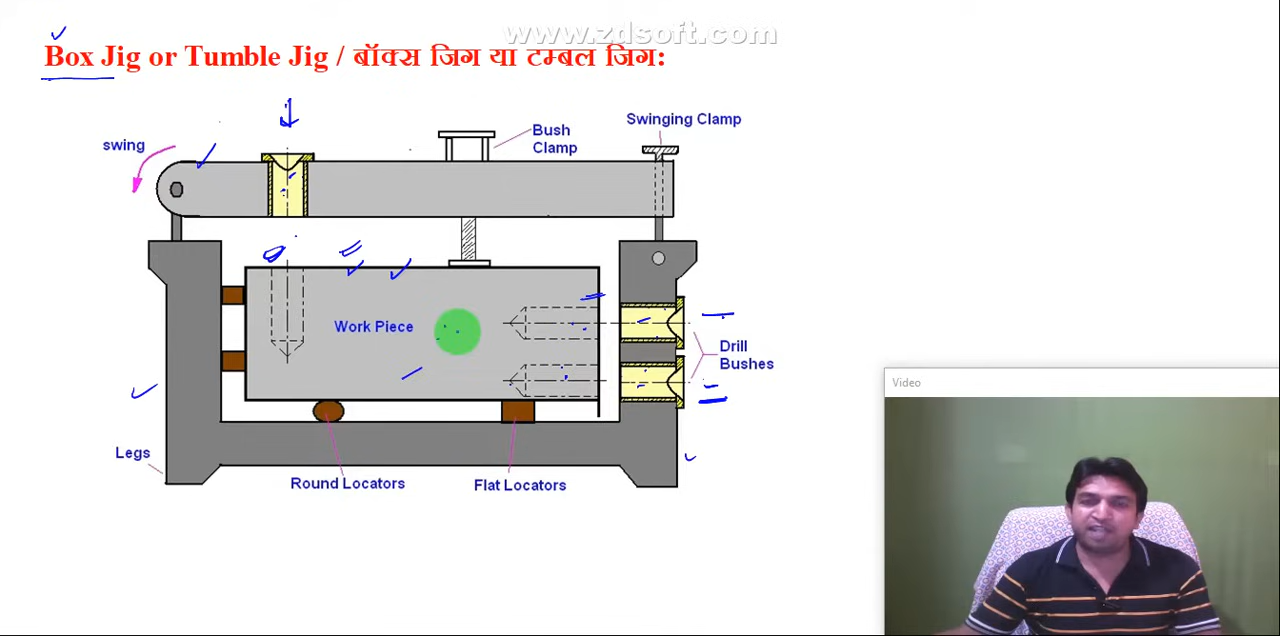 www.zdsoft.com
Box Jig or Tumble Jig / बॉक्स जिग या टम्बल जिग:
Swinging Clamp
swing
Bush
Clamp
Work Piece
Drill
Bushes
Legs
Round Locators
Flat Locators
Video